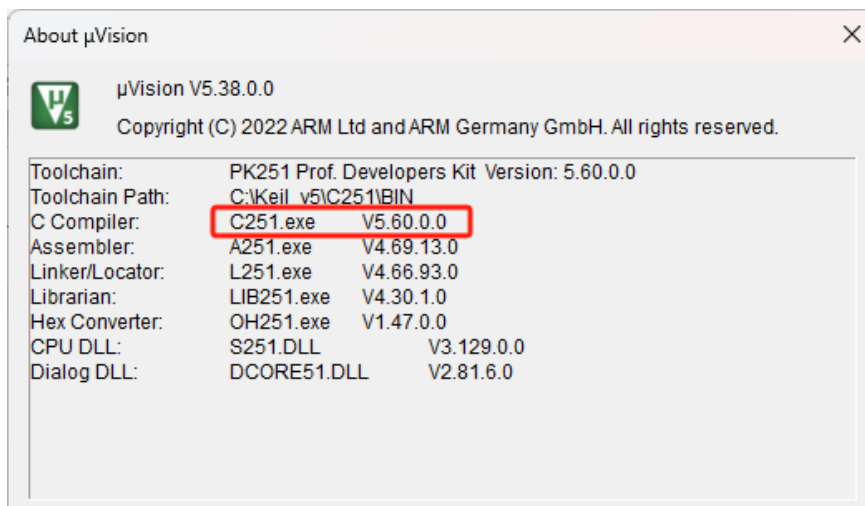 About µVision
µVision V5.38.0.0
Copyright (C) 2022 ARM Ltd and ARM Germany GmbH. All rights reserved.
Toolchain: PK251 Prof. Developers Kit Version: 5.60.0.0
Toolchain Path: C:\Keil_v5\C251\BIN
C Compiler: C251.exe V5.60.0.0
Assembler: A251.exe V4.69.13.0
Linker/Locator: L251.exe V4.66.93.0
Librarian: LIB251.exe V4.30.1.0
Hex Converter: OH251.exe V1.47.0.0
CPU DLL: S251.DLL V3.129.0.0
Dialog DLL: DCORE51.DLL V2.81.6.0